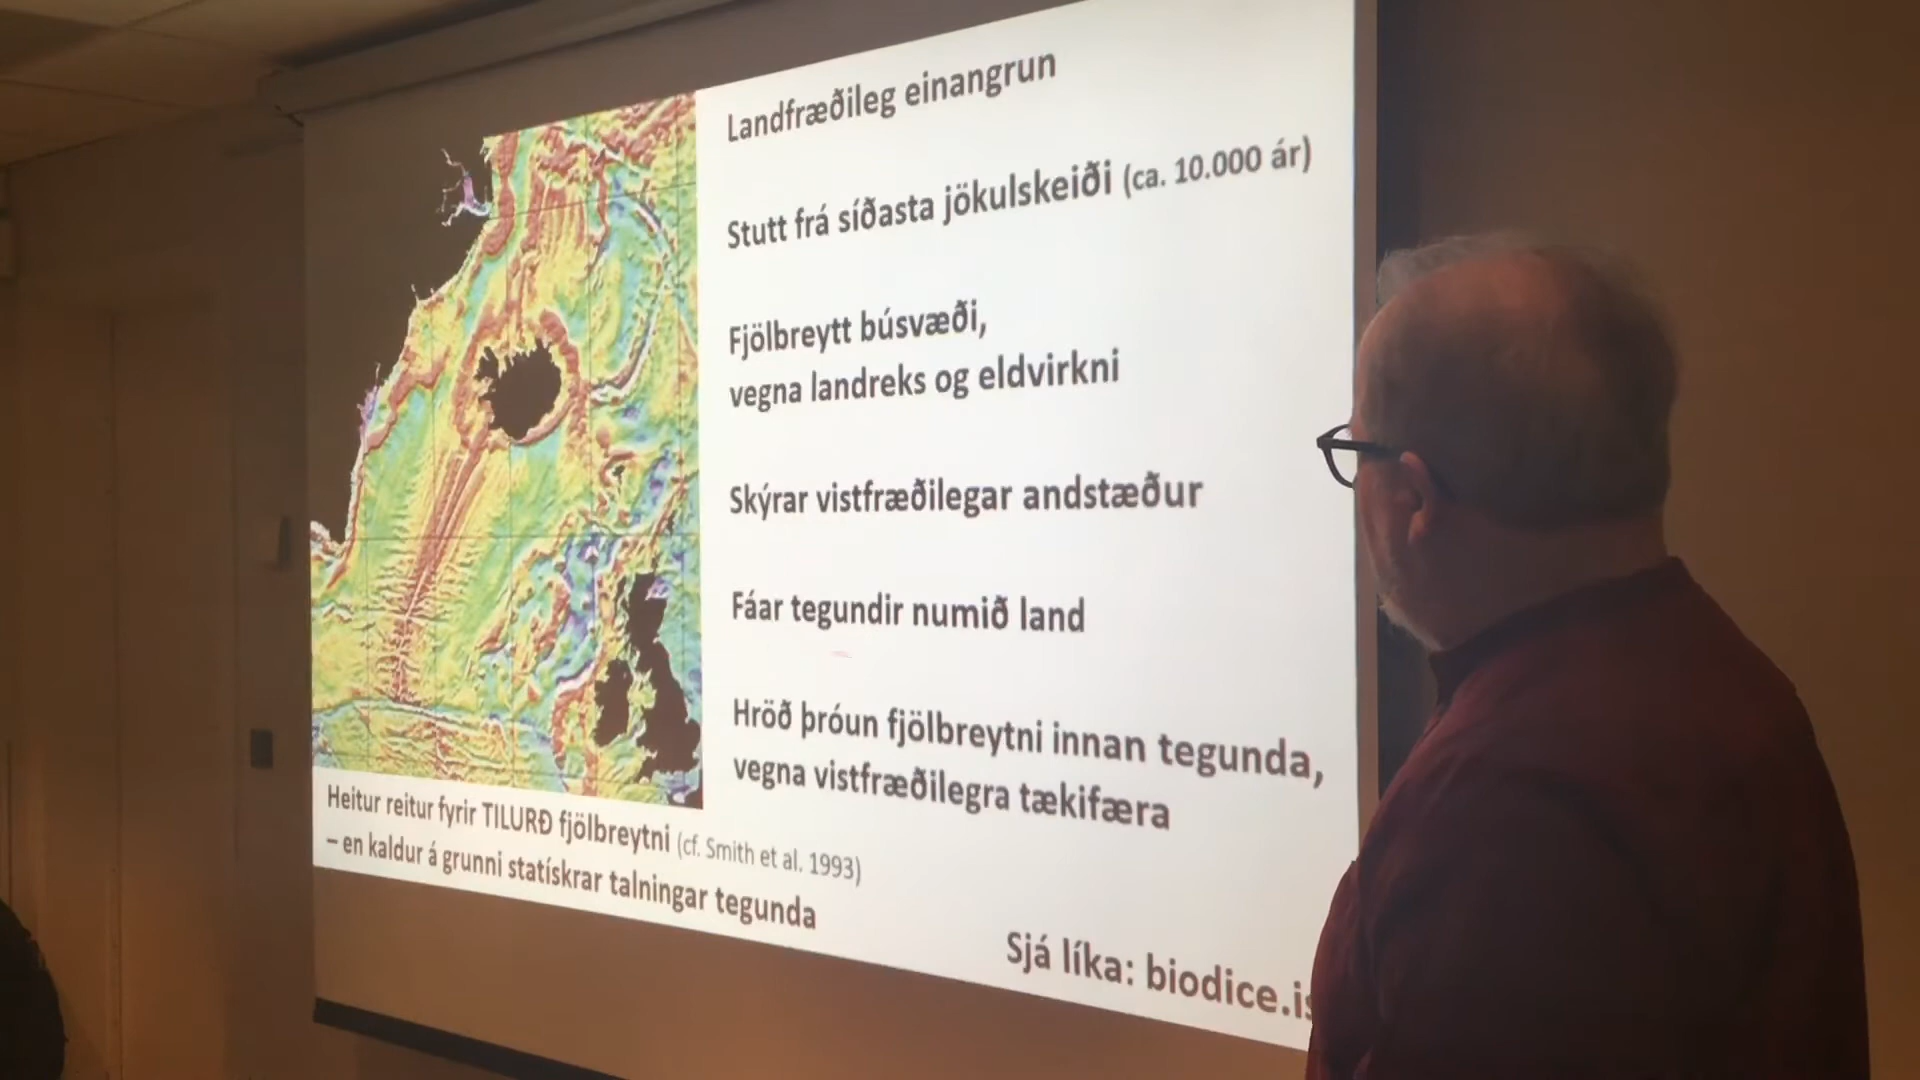 Landfræðileg einangrun
Stutt frá síðasta jökulskeiði (ca. 10.000 ár)
Fjölbreytt búsvæði,
vegna landreks og eldvirkni
Skýrar vistfræðilegar andstæður
Fáar tegundir numið land
Hröð þróun fjölbreytni innan tegunda,
vegna vistfræðilegra tækifæra
Heitur reitur fyrir TILURÐ fjölbreytni (cf. Smith et al. 1993)
– en kaldur á grunni statískrar talningar tegunda
Sjá líka: biodice.is